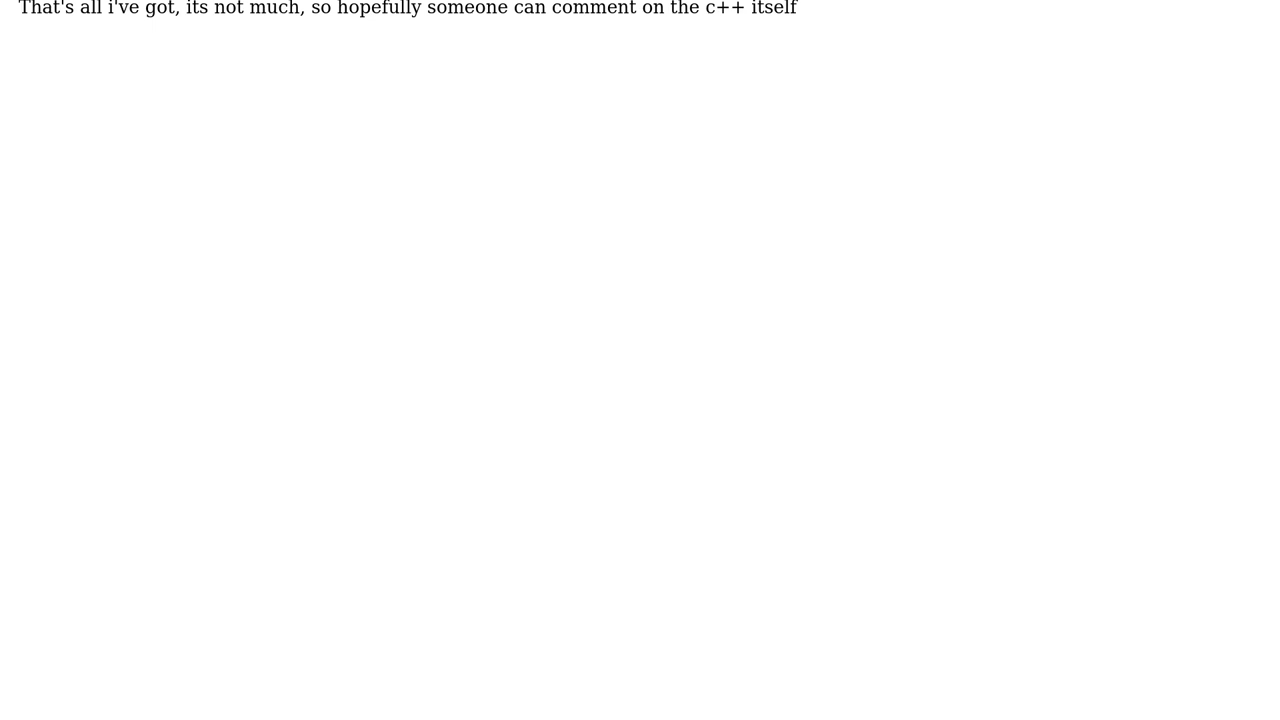 That's all i've got, its not much, so hopefully someone can comment on the c++ itself